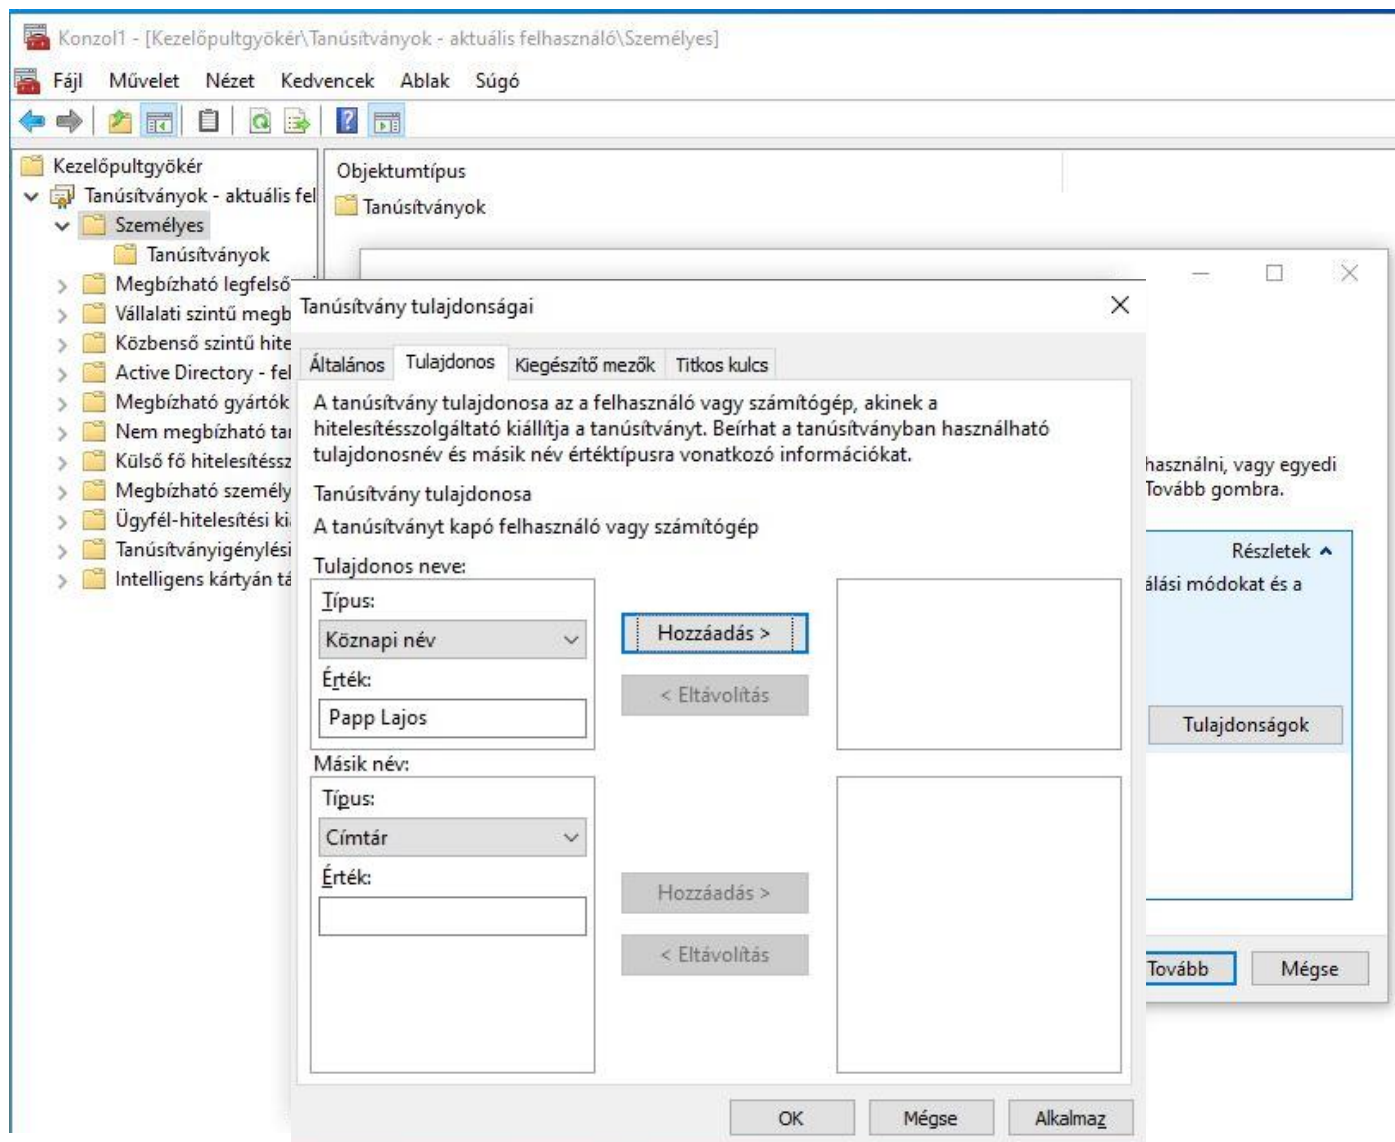 Konzol1 - [Kezelőpultgyökér\Tanúsítványok - aktuális felhasználó\Személyes]
Fájl Művelet Nézet Kedvencek Ablak Súgó
Kezelőpultgyökér
Tanúsítványok - aktuális fel
Személyes
Tanúsítványok
Megbízható legfelső
Vállalati szintű megb
Közbenső szintű hite
Active Directory - fel
Megbízható gyártók
Nem megbízható tar
Külső fő hitelesítéssz
Megbízható személy
Ügyfél-hitelesítési ki
Tanúsítványigénylési
Intelligens kártyán tá
Objektumtípus
Tanúsítványok
Tanúsítvány tulajdonságai
Általános Tulajdonos Kiegészítő mezők Titkos kulcs
A tanúsítvány tulajdonosa az a felhasználó vagy számítógép, akinek a
hitelesítésszolgáltató kiállítja a tanúsítványt. Beírhat a tanúsítványban használható
tulajdonosnév és másik név értéktípusra vonatkozó információkat.
Tanúsítvány tulajdonosa
A tanúsítványt kapó felhasználó vagy számítógép
Tulajdonos neve:
Típus:
Köznapi név
Érték:
Papp Lajos
Hozzáadás >
< Eltávolítás
Másik név:
Típus:
Címtár
Érték:
Hozzáadás >
< Eltávolítás
OK Mégse Alkalmaz
használni, vagy egyedi
Tovább gombra.
Részletek
álási módokat és a
Tulajdonságok
Tovább Mégse